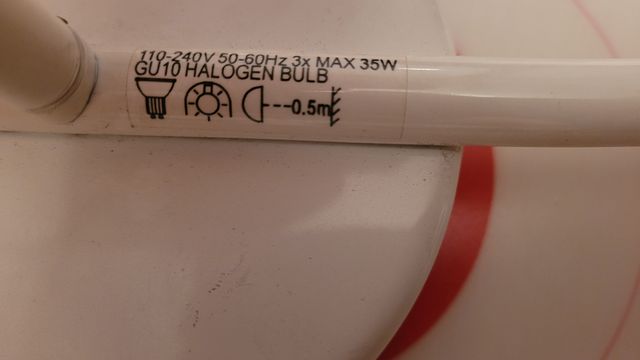 110-240V 50-60Hz 3x MAX 35W
GU10 HALOGEN BULB
0.5m